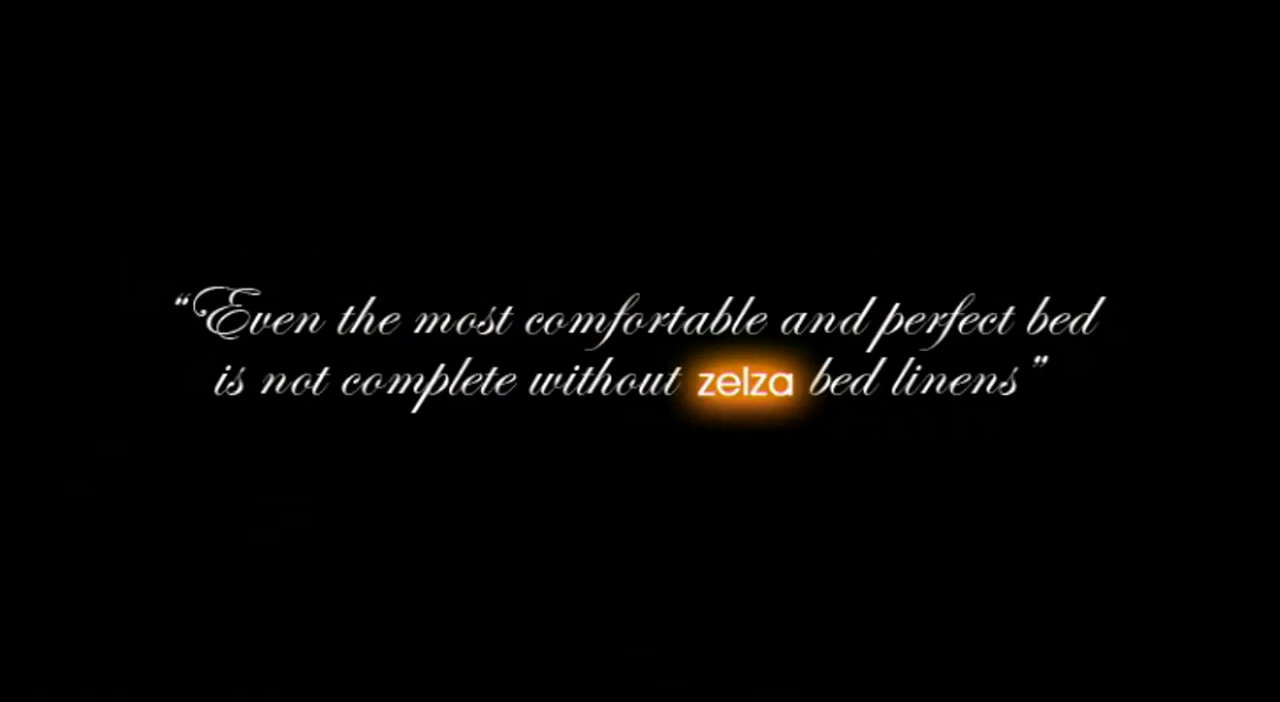 “Even the most comfortable and perfect bed
is not complete without zelza bed linens”